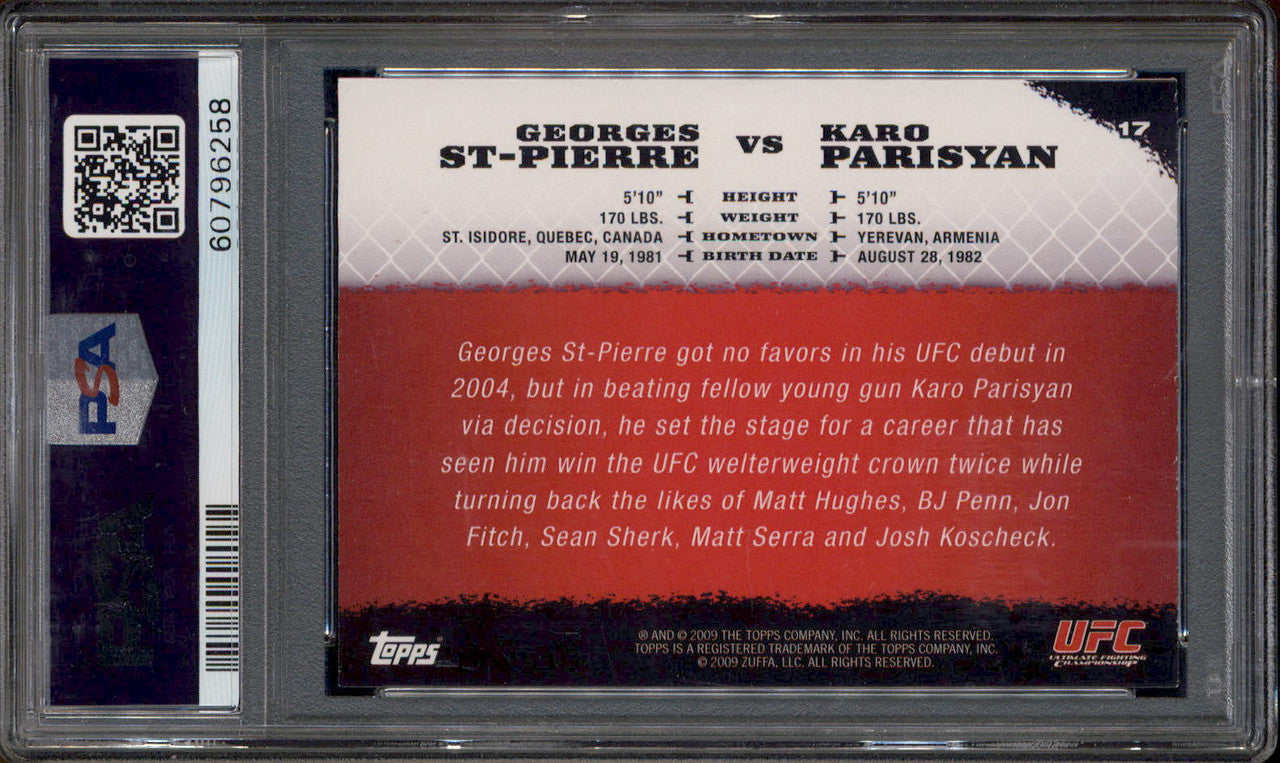 60796258
PSA
17
GEORGES ST-PIERRE VS KARO PARISYAN
5'10" HEIGHT 5'10"
170 LBS. WEIGHT 170 LBS.
ST. ISIDORE, QUEBEC, CANADA HOMETOWN YEREVAN, ARMENIA
MAY 19, 1981 BIRTH DATE AUGUST 28, 1982
Georges St-Pierre got no favors in his UFC debut in
2004, but in beating fellow young gun Karo Parisyan
via decision, he set the stage for a career that has
seen him win the UFC welterweight crown twice while
turning back the likes of Matt Hughes, BJ Penn, Jon
Fitch, Sean Sherk, Matt Serra and Josh Koscheck.
Topps®
® AND © 2009 THE TOPPS COMPANY, INC. ALL RIGHTS RESERVED.
TOPPS IS A REGISTERED TRADEMARK OF THE TOPPS COMPANY, INC.
© 2009 ZUFFA, LLC. ALL RIGHTS RESERVED.
UFC
ULTIMATE FIGHTING
CHAMPIONSHIP